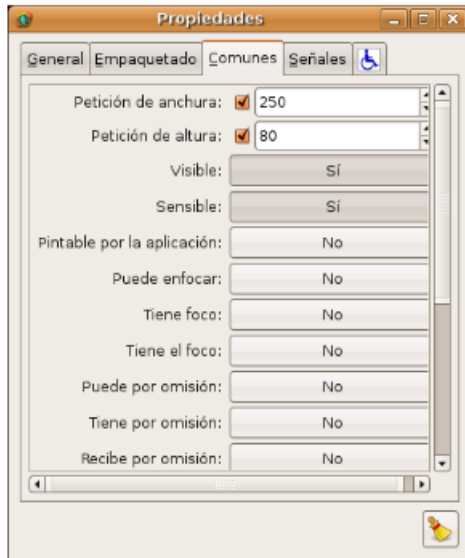 Propiedades
General Empaquetado Comunes Señales
Petición de anchura: 250
Petición de altura: 80
Visible: Sí
Sensible: Sí
Pintable por la aplicación: No
Puede enfocar: No
Tiene foco: No
Tiene el foco: No
Puede por omisión: No
Tiene por omisión: No
Recibe por omisión: No